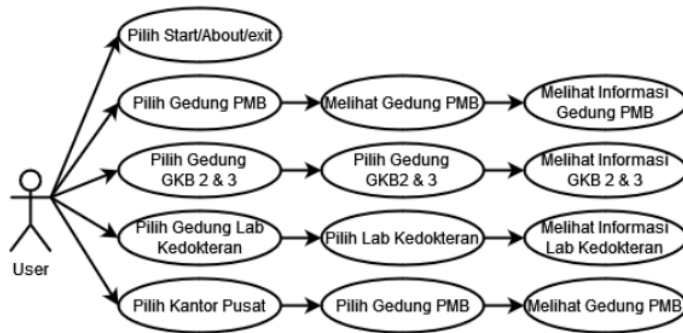 Pilih Start/About/exit
Pilih Gedung PMB
Melihat Gedung PMB
Melihat Informasi
Gedung PMB
Pilih Gedung
GKB 2 & 3
Pilih Gedung
GKB2 & 3
Melihat Informasi
GKB 2 & 3
User
Pilih Gedung Lab
Kedokteran
Pilih Lab Kedokteran
Melihat Informasi
Lab Kedokteran
Pilih Kantor Pusat
Pilih Gedung PMB
Melihat Gedung PMB